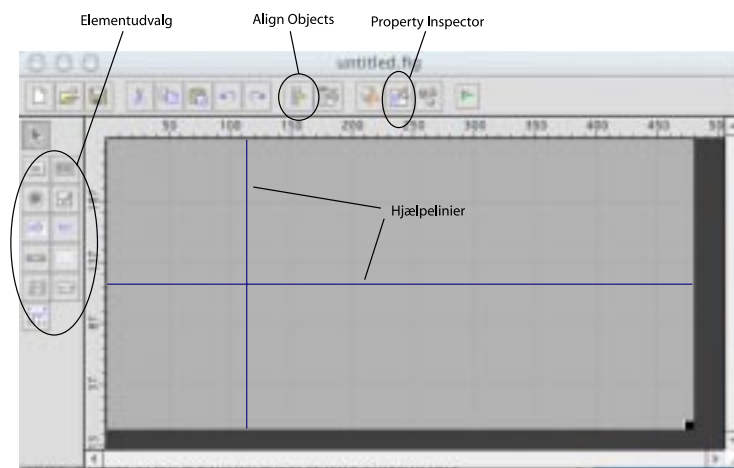 Elementudvalg
Align Objects
Property Inspector
untitled.fig
50 100 150 200 250 300 350 400 450
Hjælpelinier